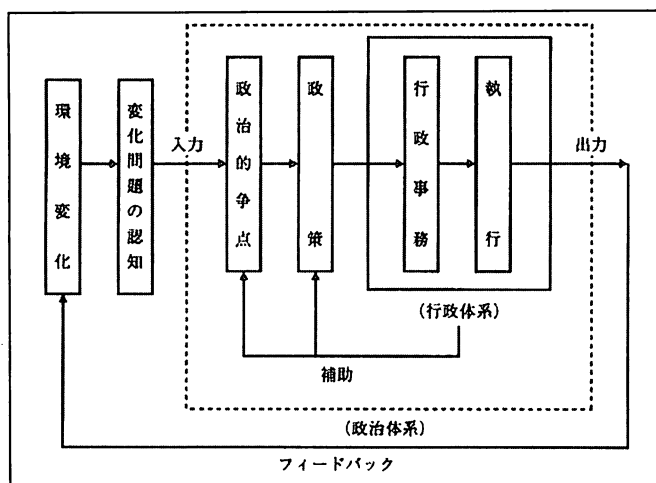 環境変化
変化問題の認知
入力
政治的争点
政策
行政事務
執行
出力
(行政体系)
補助
(政治体系)
フィードバック